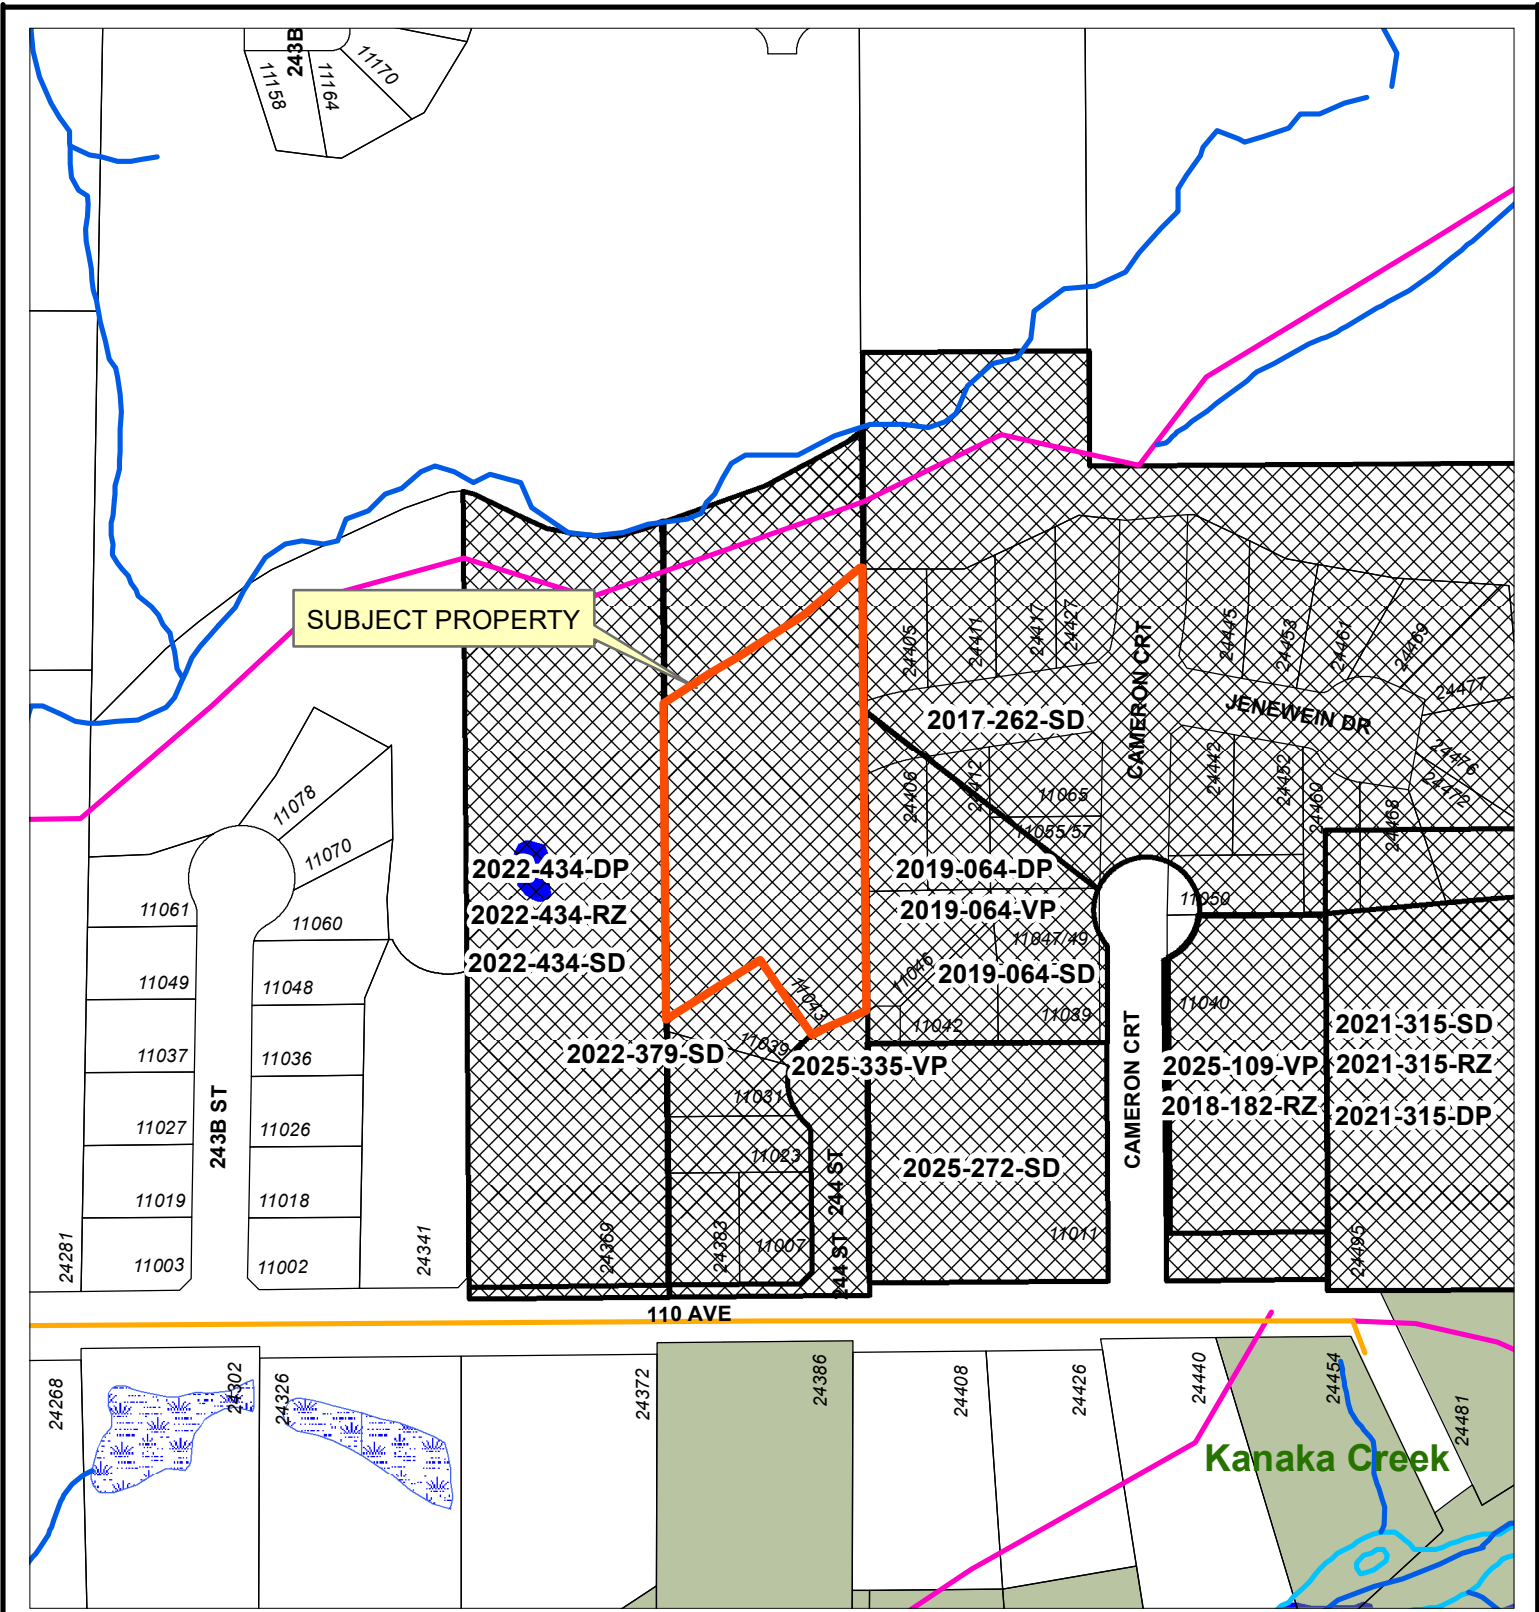 243B
11158
11164
11170
SUBJECT PROPERTY
24405
24411
24417
24427
CAMERON CRT
24445
24453
24461
24469
24477
JENEWEIN DR
2017-262-SD
24406
24412
11065
11055/57
24442
24452
24460
24468
24476
24472
11078
11070
11061
11060
2022-434-DP
2022-434-RZ
2022-434-SD
2019-064-DP
2019-064-VP
11047/49
2019-064-SD
11046
11050
11049
11048
11043
11042
11039
11040
2021-315-SD
2021-315-RZ
2021-315-DP
11037
11036
2022-379-SD
11039
2025-335-VP
CAMERON CRT
2025-109-VP
2018-182-RZ
11031
243B ST
11027
11026
11023
244 ST
2025-272-SD
11019
11018
24281
11003
11002
24341
24369
24383
11007
244 ST
11011
24495
110 AVE
24268
24302
24326
24372
24386
24408
24426
24440
24454
24481
Kanaka Creek